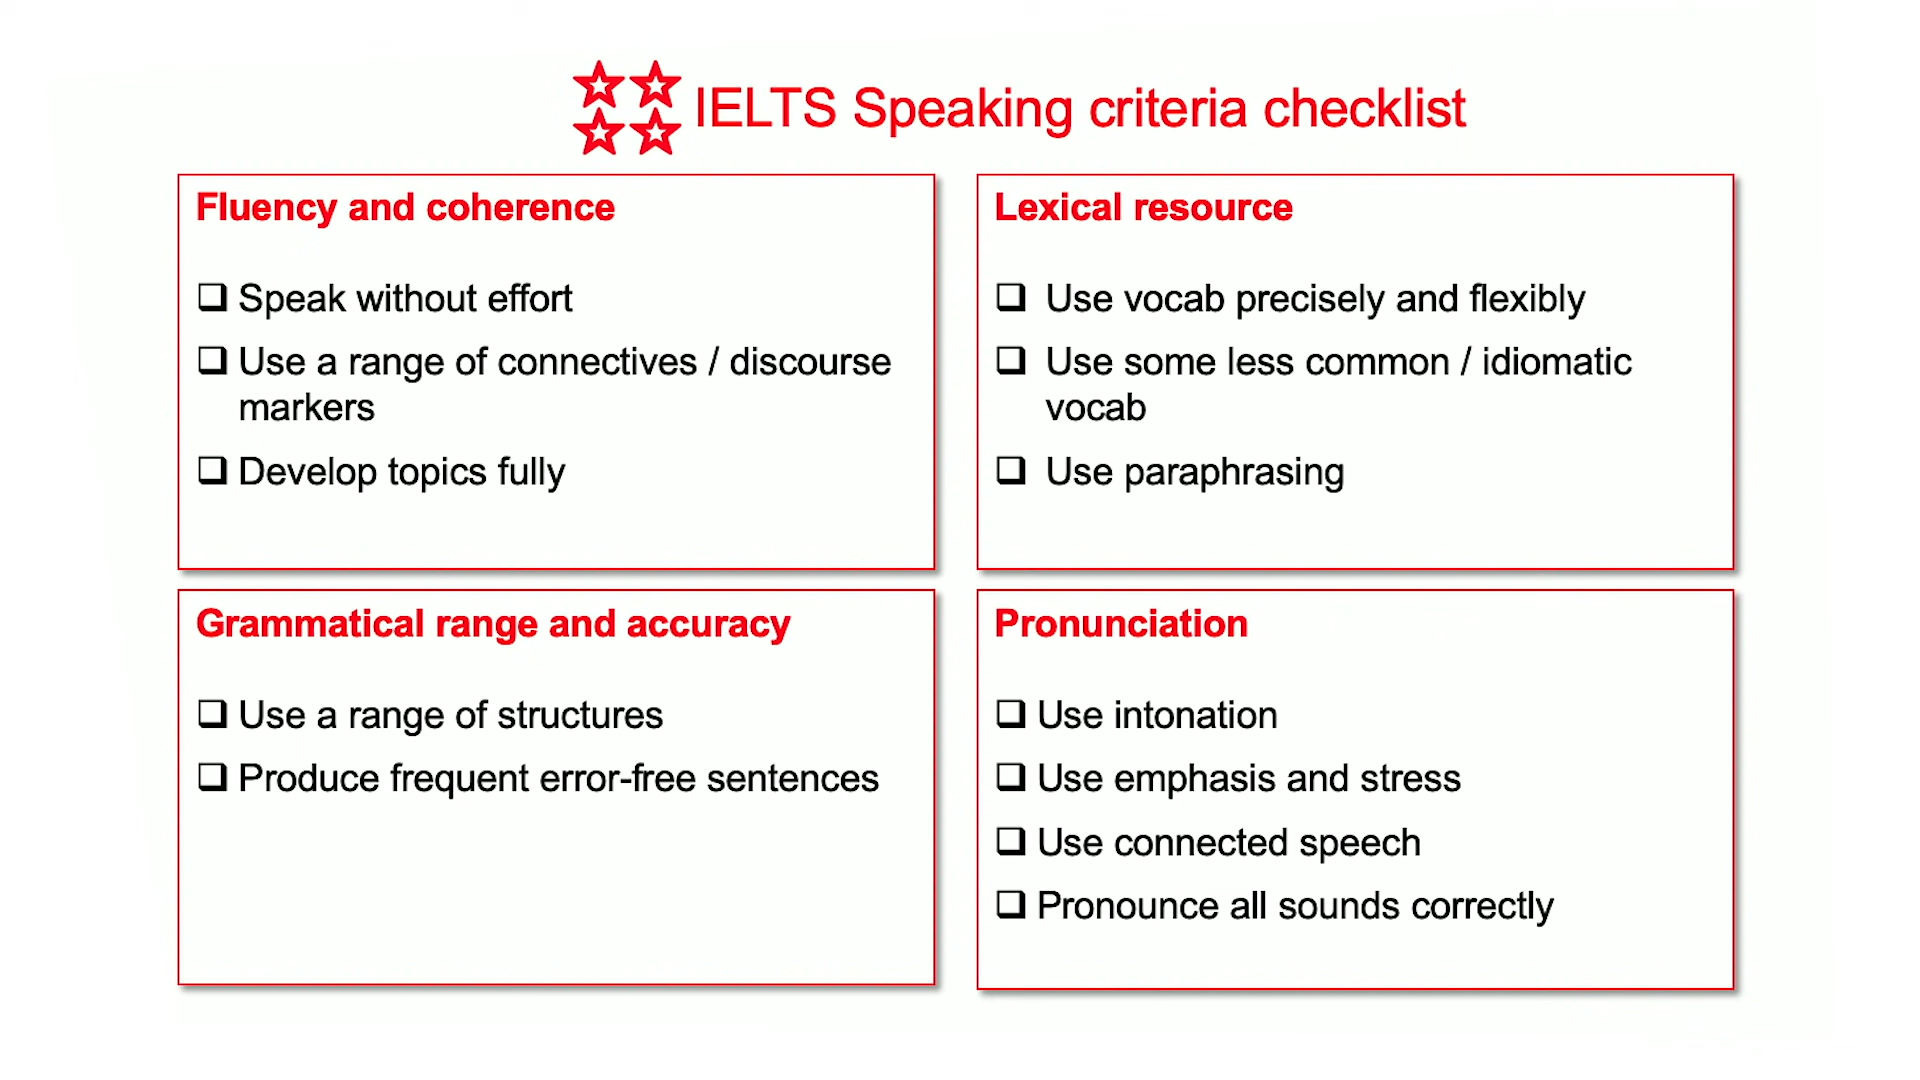 IELTS Speaking criteria checklist
Fluency and coherence
Speak without effort
Use a range of connectives / discourse
markers
Develop topics fully
Lexical resource
Use vocab precisely and flexibly
Use some less common / idiomatic
vocab
Use paraphrasing
Grammatical range and accuracy
Use a range of structures
Produce frequent error-free sentences
Pronunciation
Use intonation
Use emphasis and stress
Use connected speech
Pronounce all sounds correctly